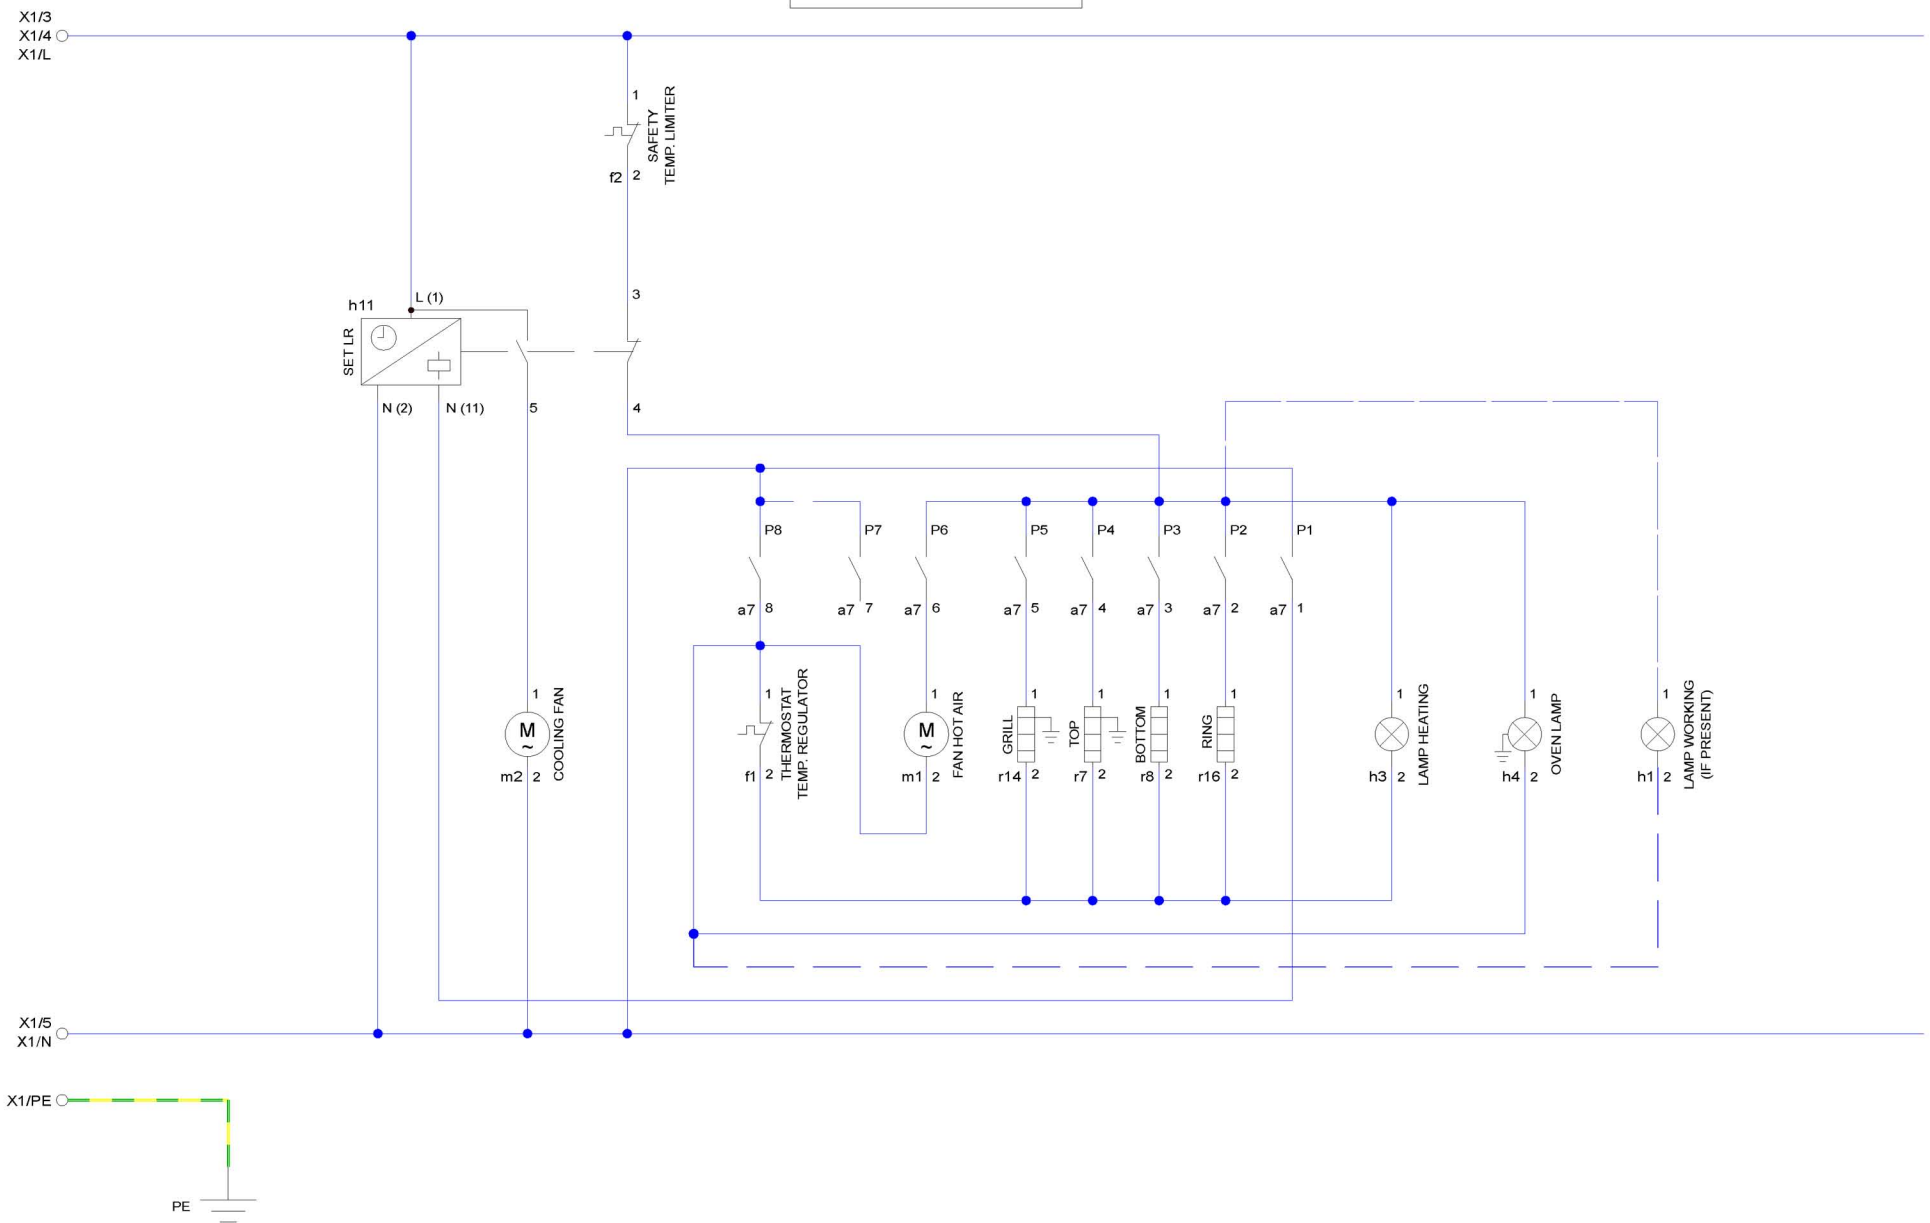 X1/3
X1/4
X1/L
1
SAFETY
TEMP. LIMITER
f2 2
3
h11
L (1)
SET LR
N (2)
N (11)
5
4
P8
P7
P6
P5
P4
P3
P2
P1
a7 8
a7 7
a7 6
a7 5
a7 4
a7 3
a7 2
a7 1
1
M
~
m2 2
COOLING FAN
1
f1 2
THERMOSTAT
TEMP. REGULATOR
1
M
~
m1 2
FAN HOT AIR
1
GRILL
r14 2
1
TOP
r7 2
1
BOTTOM
r8 2
1
RING
r16 2
1
h3 2
LAMP HEATING
1
h4 2
OVEN LAMP
1
h1 2
LAMP WORKING
(IF PRESENT)
X1/5
X1/N
X1/PE
PE